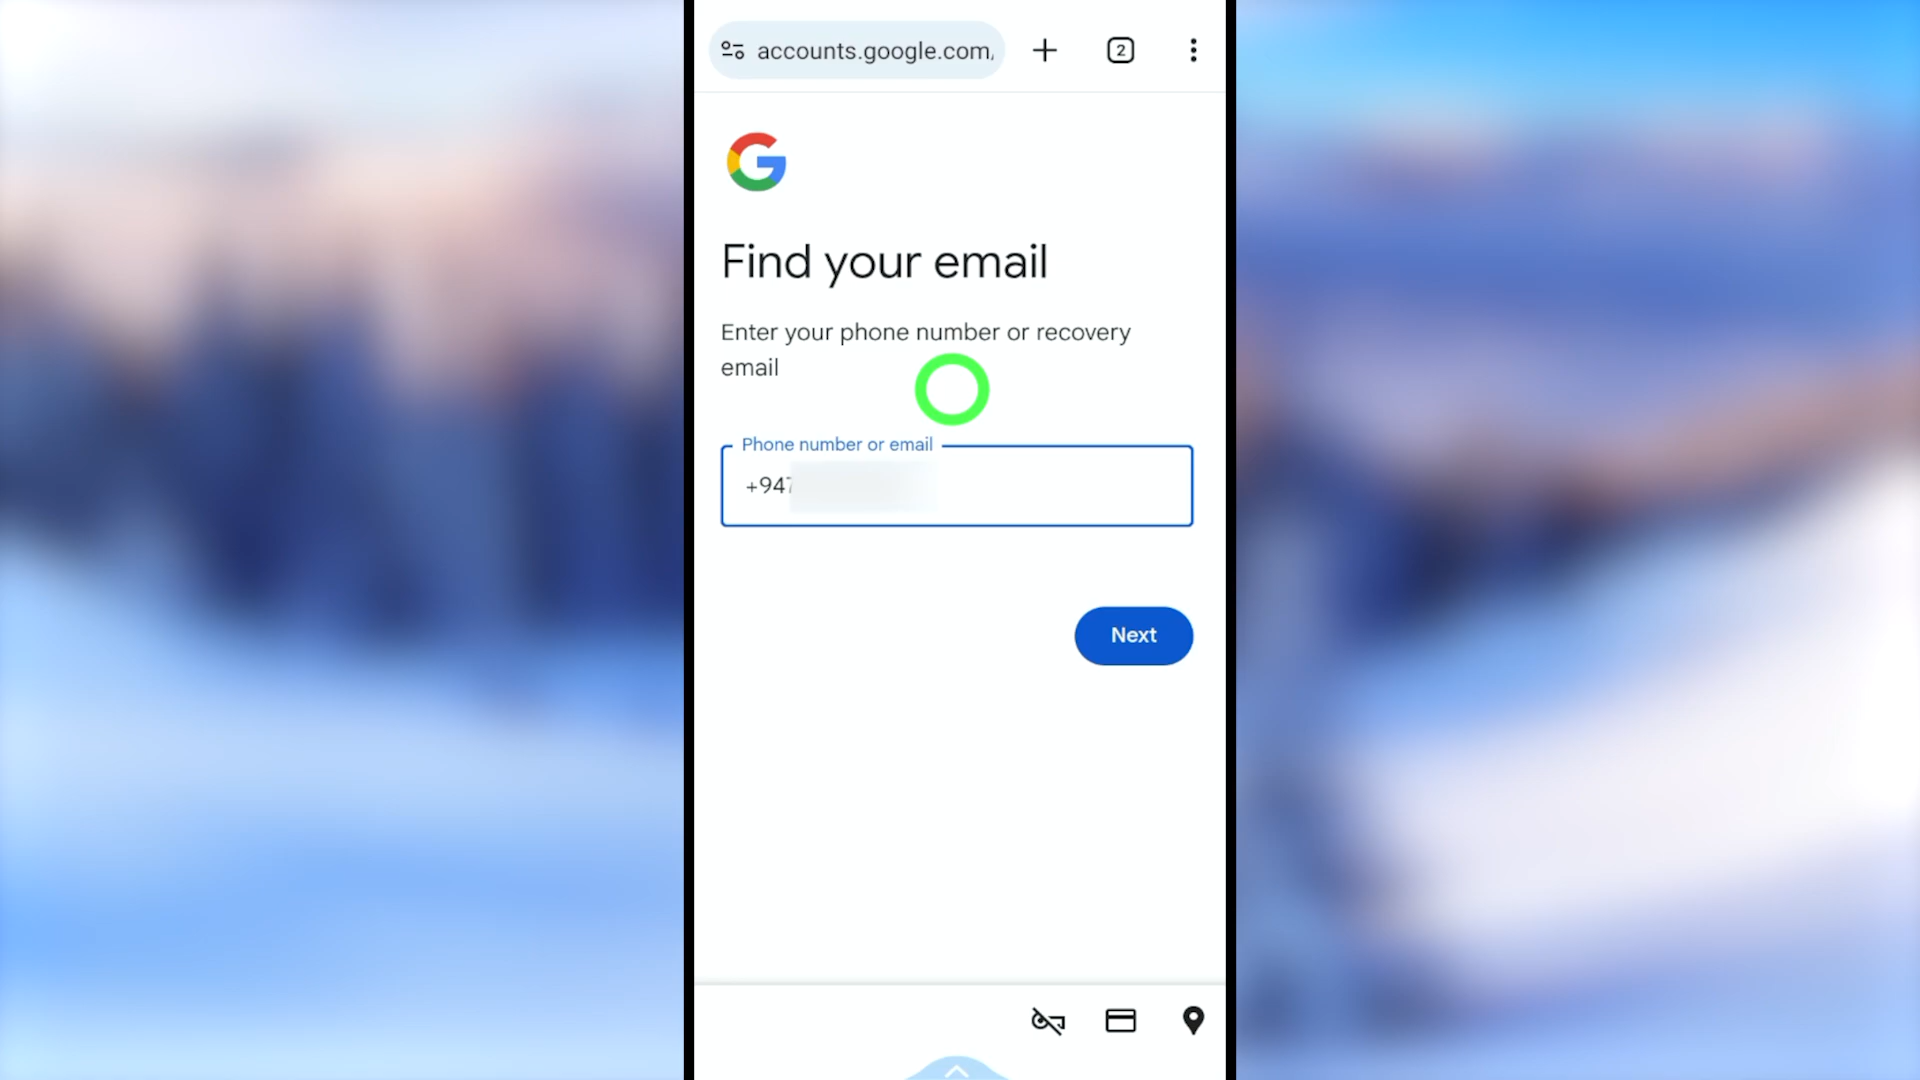 accounts.google.com
2
Find your email
Enter your phone number or recovery
email
Phone number or email
+947
Next